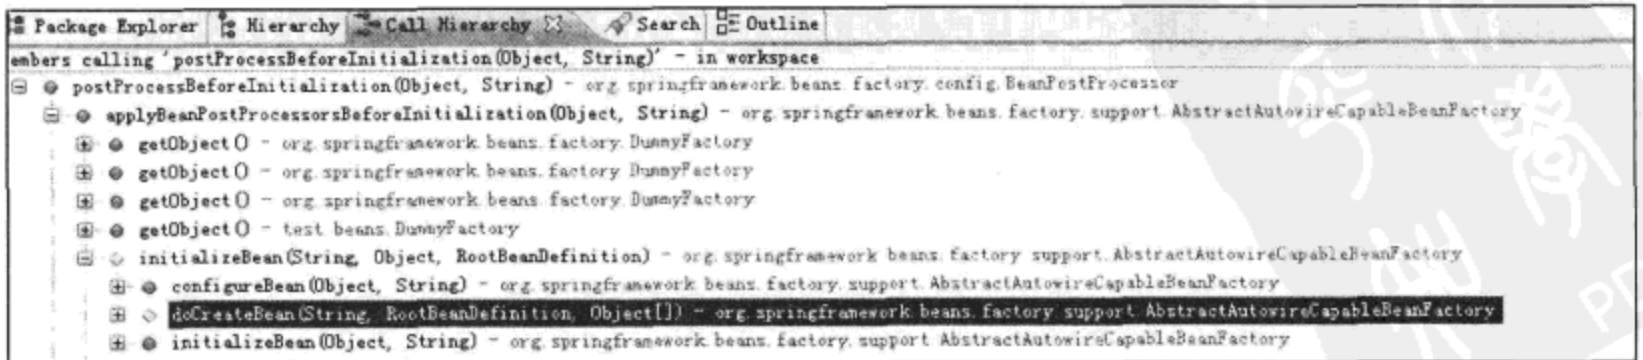 Package Explorer Hierarchy Call Hierarchy Search Outline
embers calling 'postProcessBeforeInitialization(Object, String)' - in workspace
postProcessBeforeInitialization(Object, String) - org.springframework.beans.factory.config.BeanPostProcessor
applyBeanPostProcessorsBeforeInitialization(Object, String) - org.springframework.beans.factory.support.AbstractAutowireCapableBeanFactory
getObject() - org.springframework.beans.factory.DummyFactory
getObject() - org.springframework.beans.factory.DummyFactory
getObject() - org.springframework.beans.factory.DummyFactory
getObject() - test.beans.DummyFactory
initializeBean(String, Object, RootBeanDefinition) - org.springframework.beans.factory.support.AbstractAutowireCapableBeanFactory
configureBean(Object, String) - org.springframework.beans.factory.support.AbstractAutowireCapableBeanFactory
doCreateBean(String, RootBeanDefinition, Object[]) - org.springframework.beans.factory.support.AbstractAutowireCapableBeanFactory
initializeBean(Object, String) - org.springframework.beans.factory.support.AbstractAutowireCapableBeanFactory